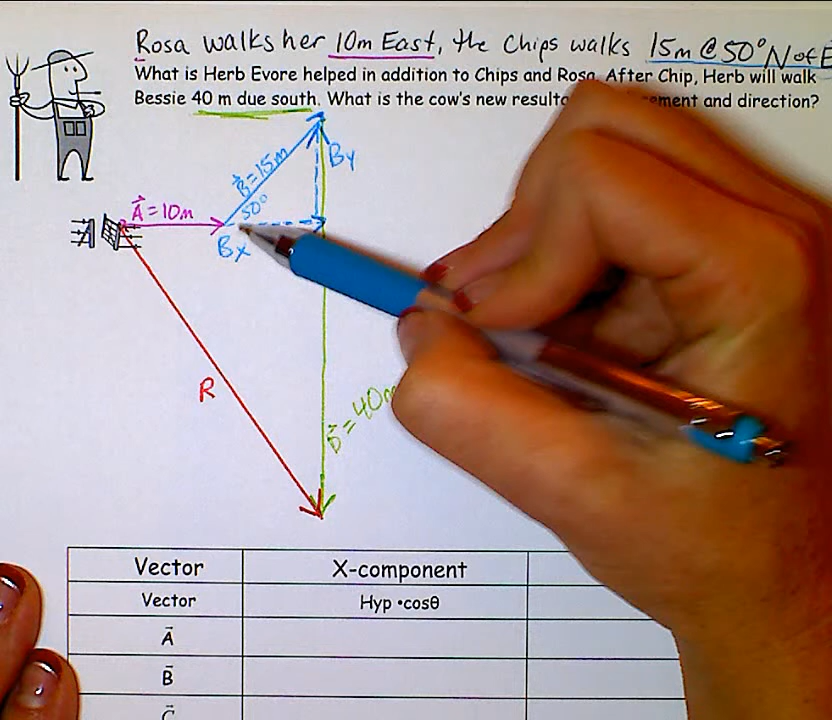 Rosa walks her 10m East, the Chips walks 15m @ 50° N of E
What is Herb Evore helped in addition to Chips and Rosa. After Chip, Herb will walk
Bessie 40 m due south. What is the cow's new and direction?
By
B=15m
50°
A=10m
Bx
R
=40m
Vector X-component
Vector Hyp •cosθ
A
B
C